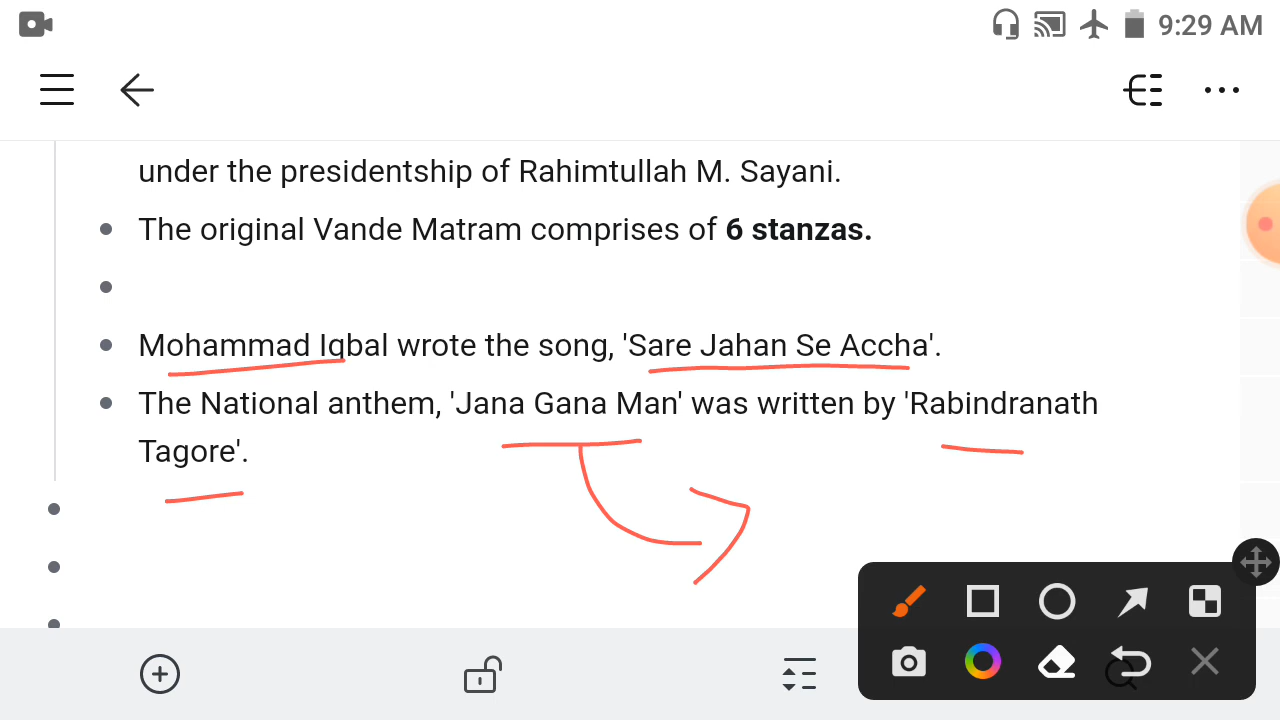 9:29 AM
under the presidentship of Rahimtullah M. Sayani.
The original Vande Matram comprises of 6 stanzas.
Mohammad Iqbal wrote the song, 'Sare Jahan Se Accha'.
The National anthem, 'Jana Gana Man' was written by 'Rabindranath
Tagore'.